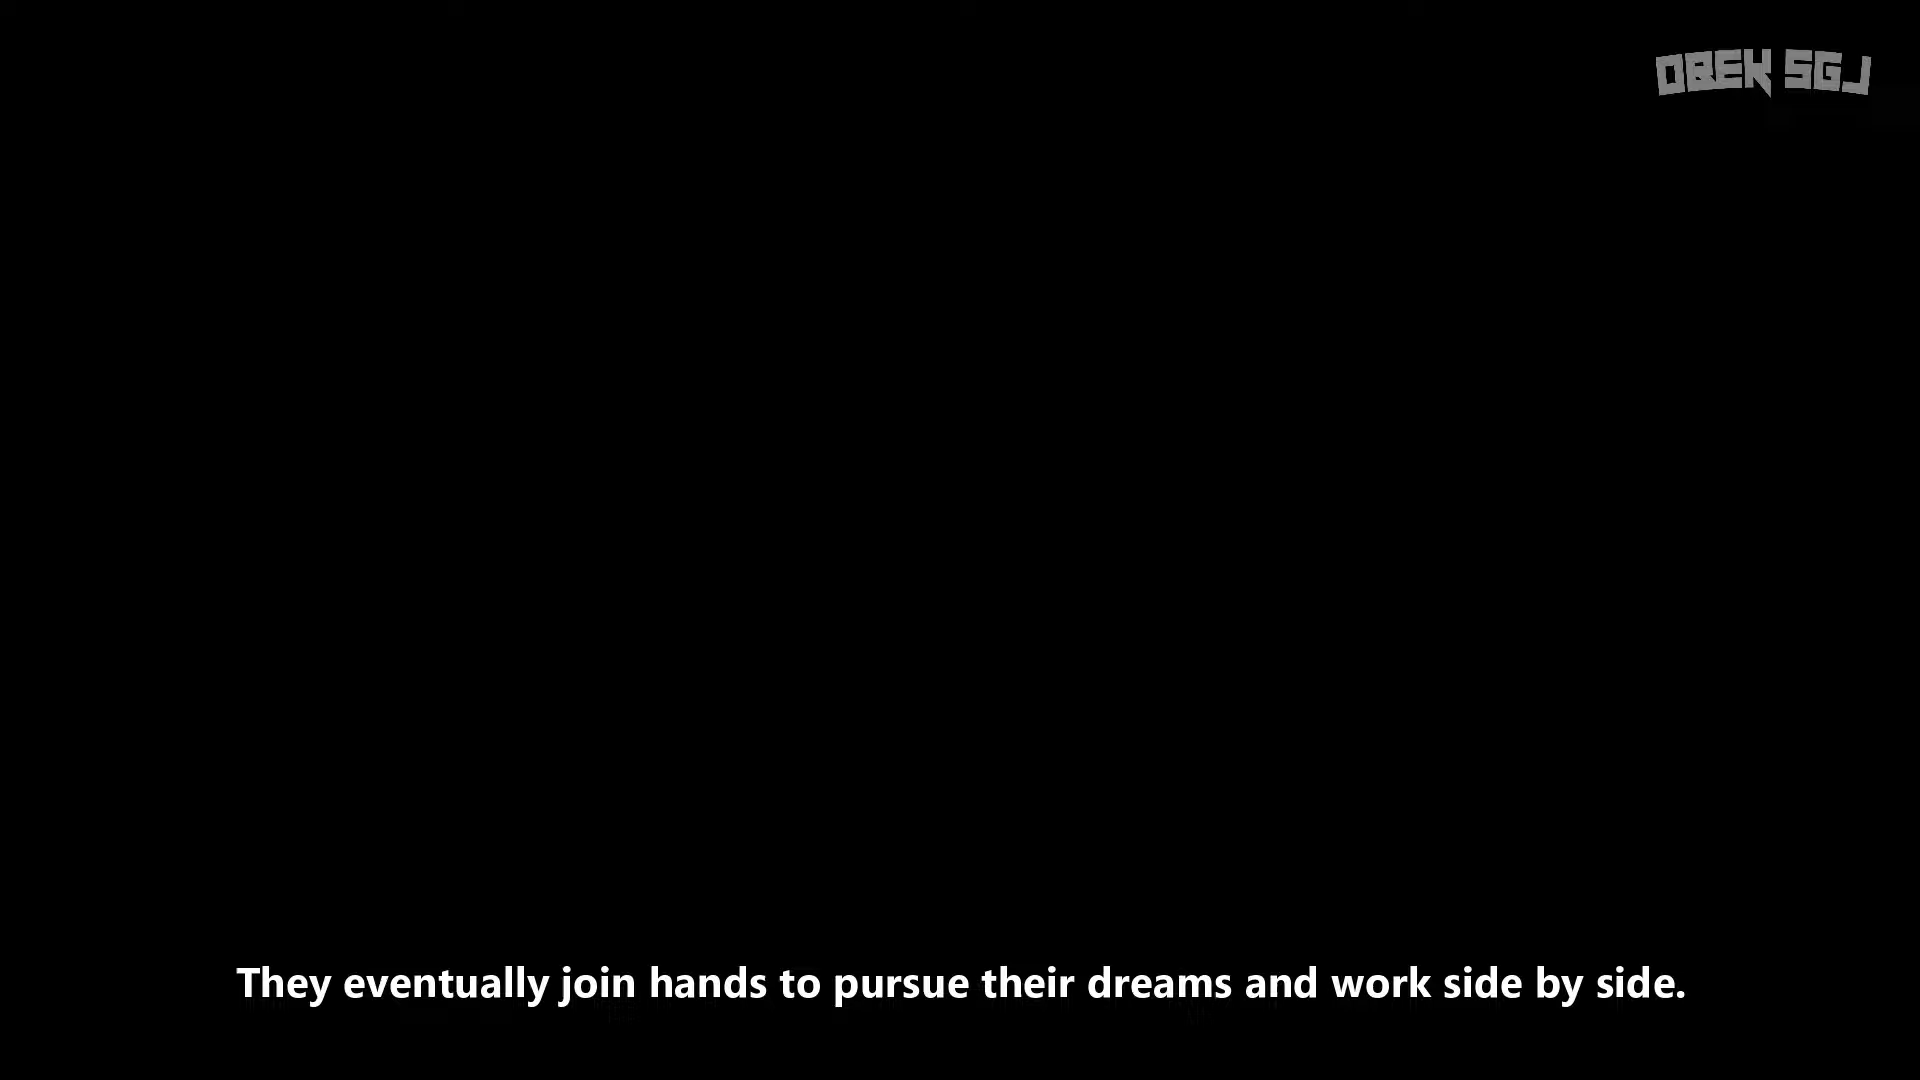 OBEK SGJ
They eventually join hands to pursue their dreams and work side by side.